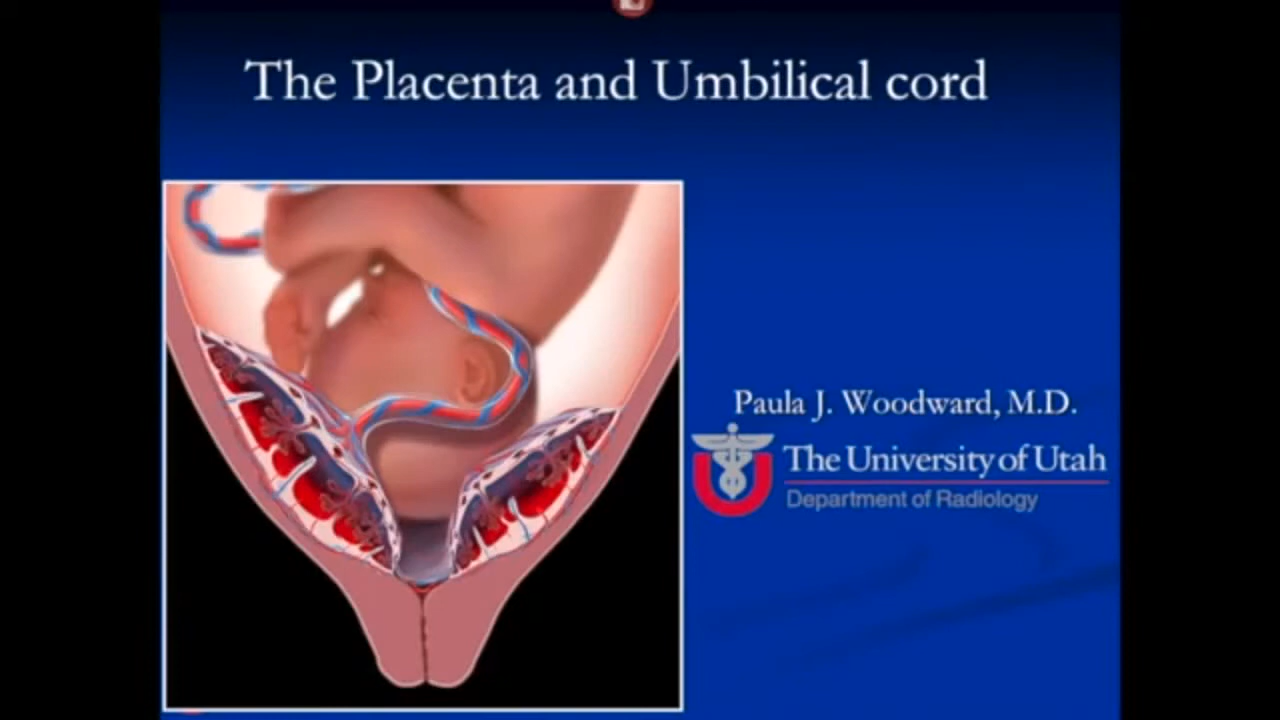 The Placenta and Umbilical cord
Paula J. Woodward, M.D.
The University of Utah
Department of Radiology